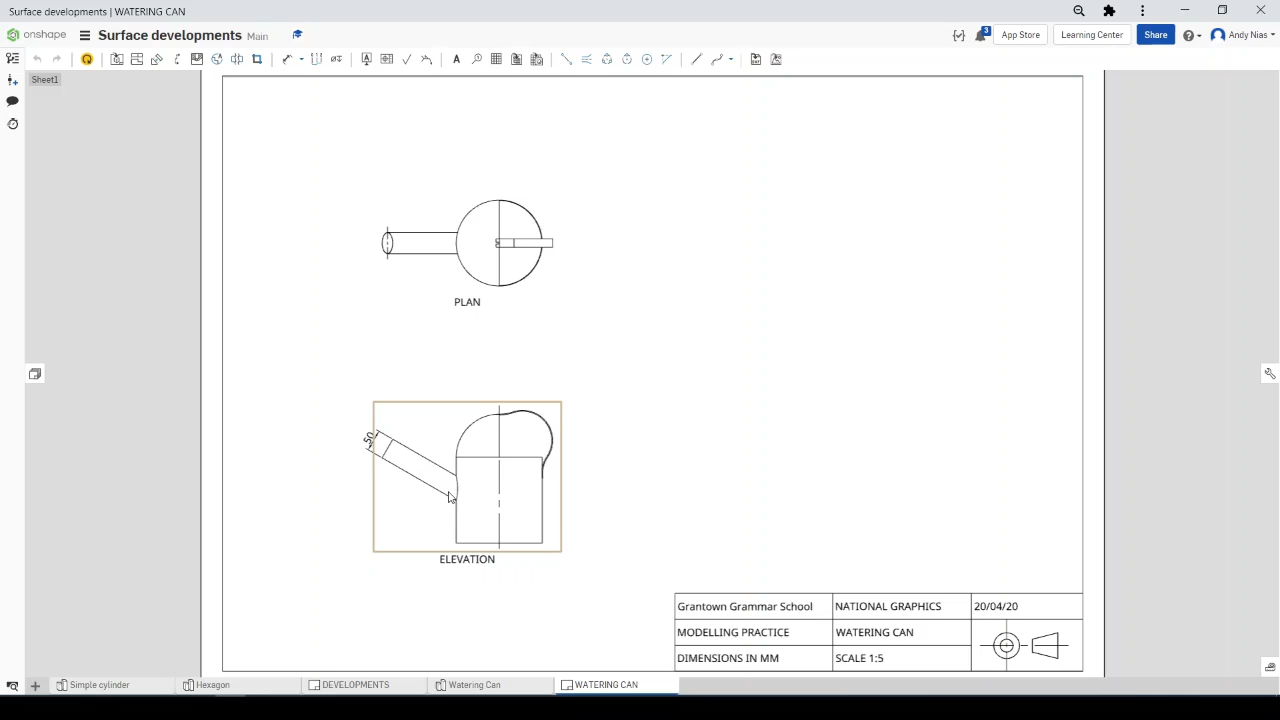 Surface developments | WATERING CAN
onshape Surface developments Main 3 App Store Learning Center Share Andy Nias
Sheet1
PLAN
50
ELEVATION
Grantown Grammar School NATIONAL GRAPHICS 20/04/20
MODELLING PRACTICE WATERING CAN
DIMENSIONS IN MM SCALE 1:5
Simple cylinder Hexagon DEVELOPMENTS Watering Can WATERING CAN